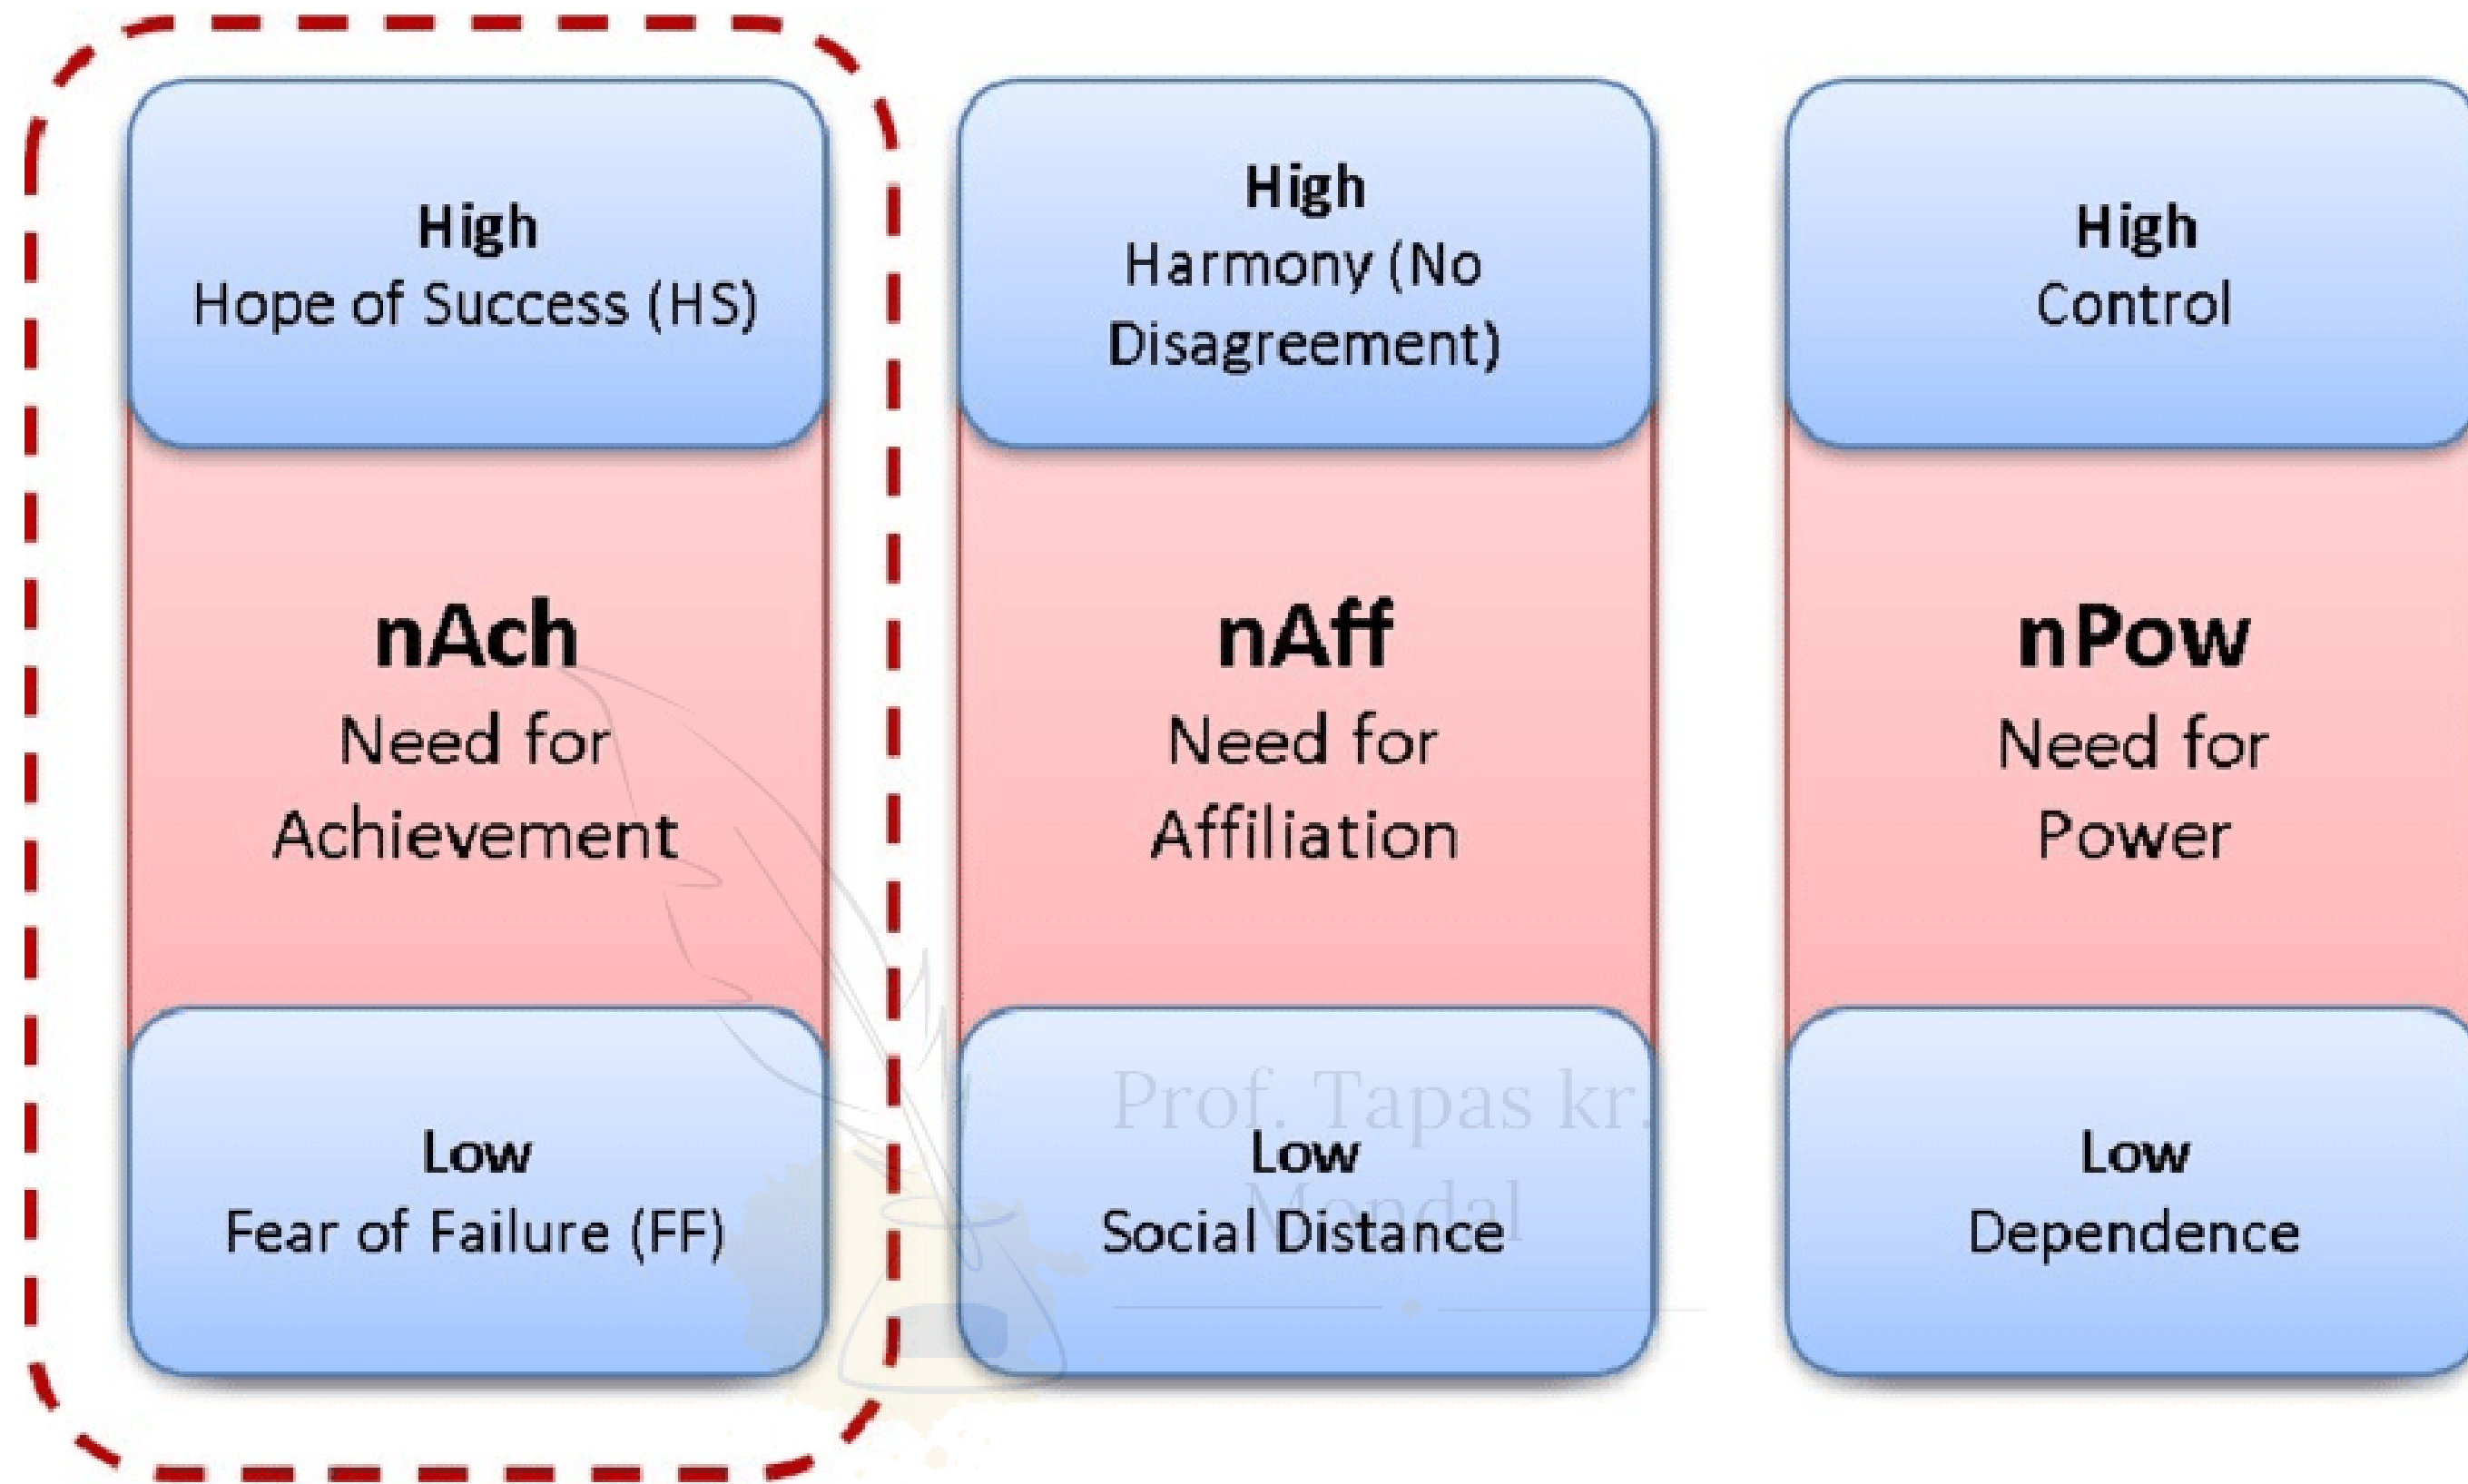 High
Hope of Success (HS)
nAch
Need for
Achievement
Low
Fear of Failure (FF)
High
Harmony (No
Disagreement)
nAff
Need for
Affiliation
Low
Social Distance
High
Control
nPow
Need for
Power
Low
Dependence
Prof. Tapas kr.
Mondal